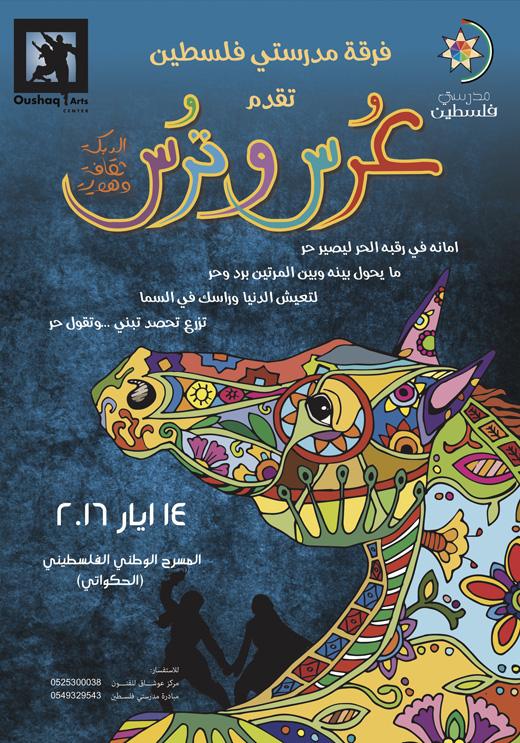 Oushaq Arts
CENTER
مدرستي
فلسطين
فرقة مدرستي فلسطين
تقدم
عُرس و تُرس
الدبكة
ثقافة
وهوية
امانه في رقبه الحر ليصير حر
ما يحول بينه وبين المرتين برد وحر
لتعيش الدنيا وراسك في السما
تزرع تحصد تبني ...وتقول حر
١٤ ايار ٢٠١٦
المسرح الوطني الفلسطيني
(الحكواتي)
للاستفسار:
مركز عوشاق للفنون 0525300038
مبادرة مدرستي فلسطين 0549329543